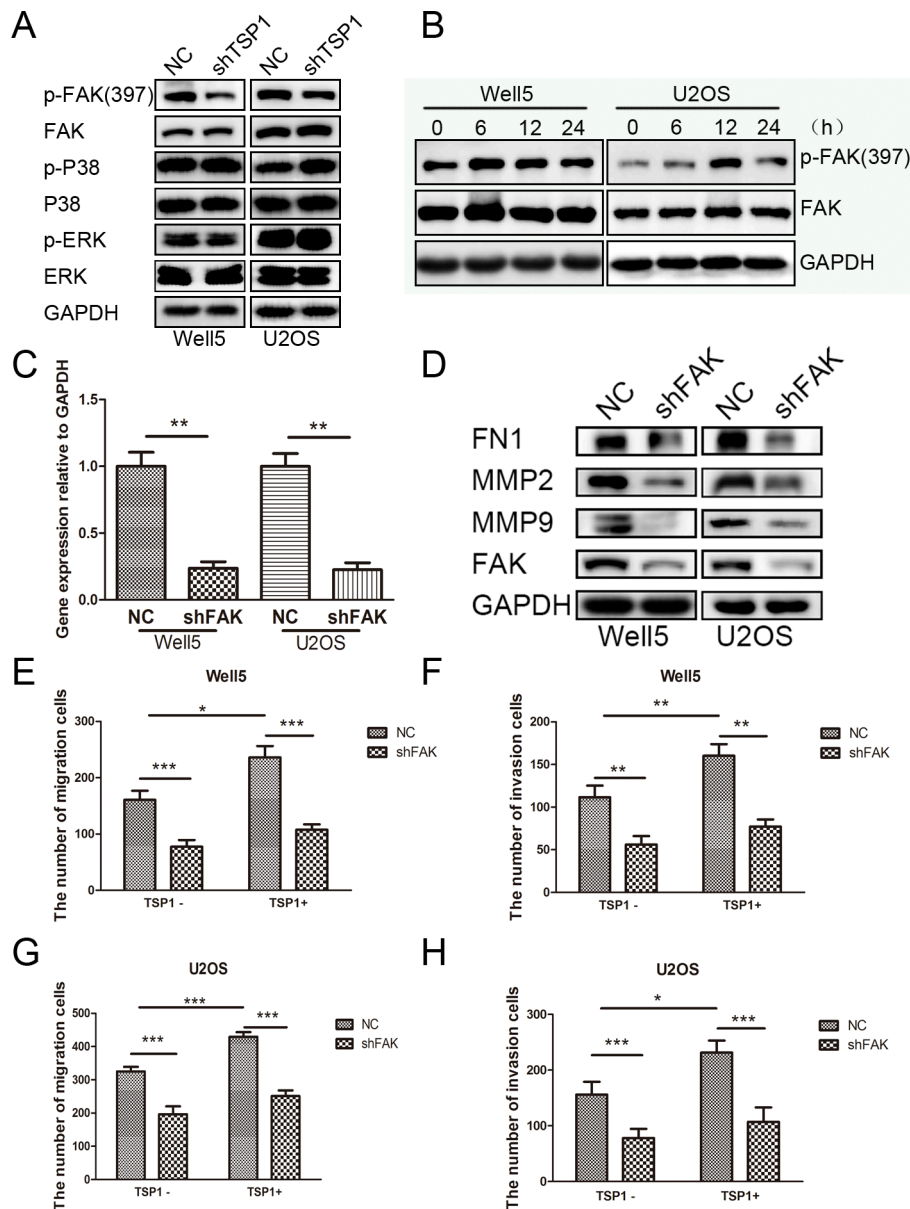 A
NC shTSP1 NC shTSP1
p-FAK(397)
FAK
p-P38
P38
p-ERK
ERK
GAPDH
Well5 U2OS
B
Well5 U2OS
0 6 12 24 0 6 12 24 (h)
p-FAK(397)
FAK
GAPDH
C
Gene expression relative to GAPDH
1.5
1.0
0.5
0.0
** **
NC shFAK NC shFAK
Well5 U2OS
D
NC shFAK NC shFAK
FN1
MMP2
MMP9
FAK
GAPDH
Well5 U2OS
E
Well5
The number of migration cells
300
200
100
0
* *** ***
NC
shFAK
TSP1 - TSP1+
F
Well5
The number of invasion cells
200
150
100
50
0
** ** **
NC
shFAK
TSP1 - TSP1+
G
U2OS
The number of migration cells
500
400
300
200
100
0
*** *** ***
NC
shFAK
TSP1 - TSP1+
H
U2OS
The number of invasion cells
300
200
100
0
* *** ***
NC
shFAK
TSP1 - TSP1+